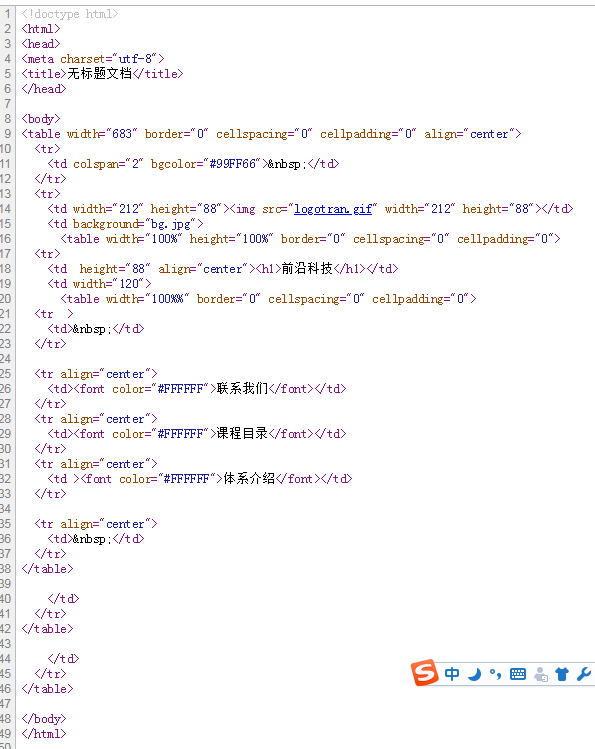 1 <!doctype html>
2 <html>
3 <head>
4 <meta charset="utf-8">
5 <title>无标题文档</title>
6 </head>
7
8 <body>
9 <table width="683" border="0" cellspacing="0" cellpadding="0" align="center">
10 <tr>
11 <td colspan="2" bgcolor="#99FF66">&nbsp;</td>
12 </tr>
13 <tr>
14 <td width="212" height="88"><img src="logotran.gif" width="212" height="88"></td>
15 <td background="bg.jpg">
16 <table width="100%" height="100%" border="0" cellspacing="0" cellpadding="0">
17 <tr>
18 <td  height="88" align="center"><h1>前沿科技</h1></td>
19 <td width="120">
20 <table width="100%%" border="0" cellspacing="0" cellpadding="0">
21 <tr  >
22 <td>&nbsp;</td>
23 </tr>
24
25 <tr align="center">
26 <td><font color="#FFFFFF">联系我们</font></td>
27 </tr>
28 <tr align="center">
29 <td><font color="#FFFFFF">课程目录</font></td>
30 </tr>
31 <tr align="center">
32 <td ><font color="#FFFFFF">体系介绍</font></td>
33 </tr>
34
35 <tr align="center">
36 <td>&nbsp;</td>
37 </tr>
38 </table>
39
40 </td>
41 </tr>
42 </table>
43
44 </td>
45 </tr>
46 </table>
47
48 </body>
49 </html>
50
S 中